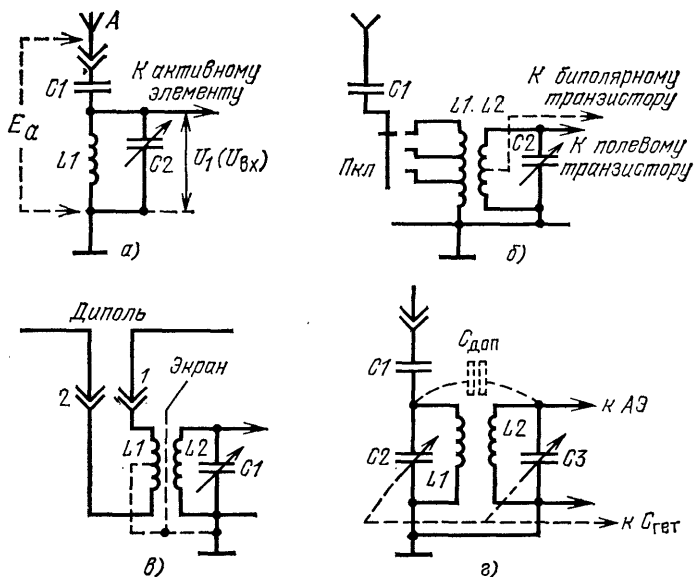 A
C1
К активному
элементу
Eа
L1
C2
U1(Uвх)
а)
C1
Пкл
L1. L2
К биполярному
транзистору
C2
К полевому
транзистору
б)
Диполь
2
1
Экран
L1
L2
C1
в)
C1
Cдоп
к АЭ
C2
L1
L2
C3
к Cгет
г)